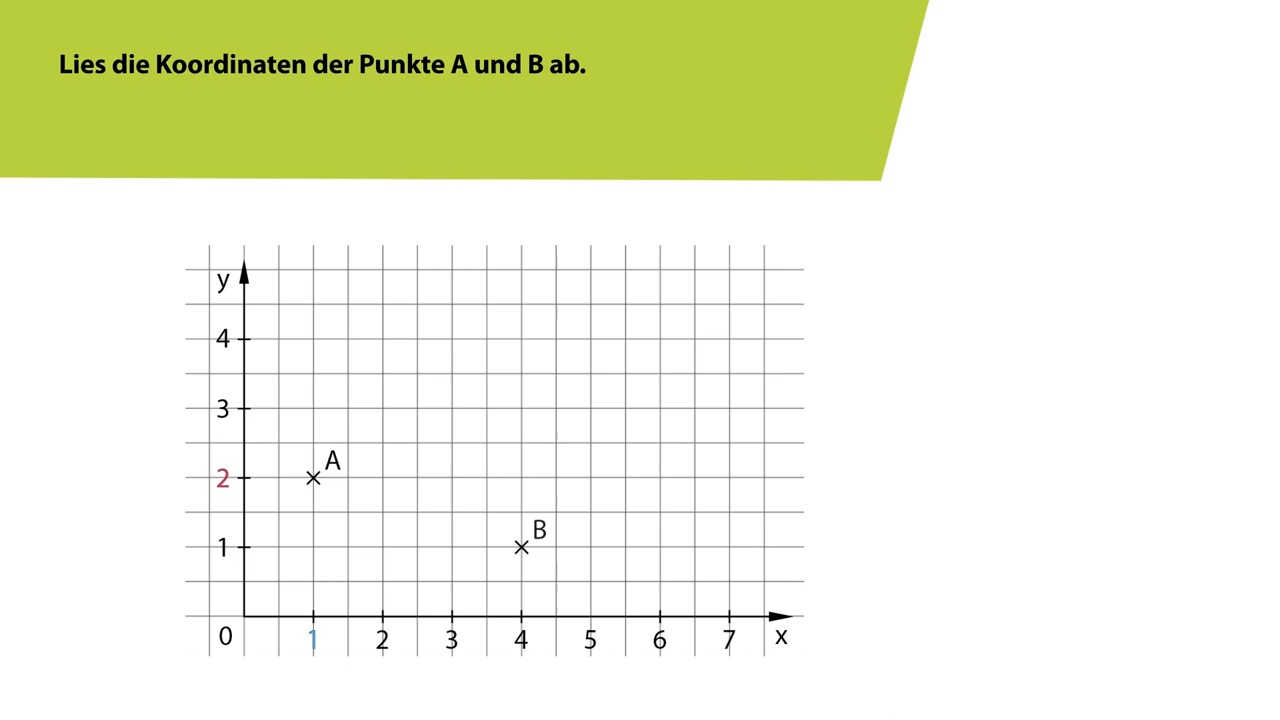 Lies die Koordinaten der Punkte A und B ab.
y
4
3
A
2
B
1
0 1 2 3 4 5 6 7 x